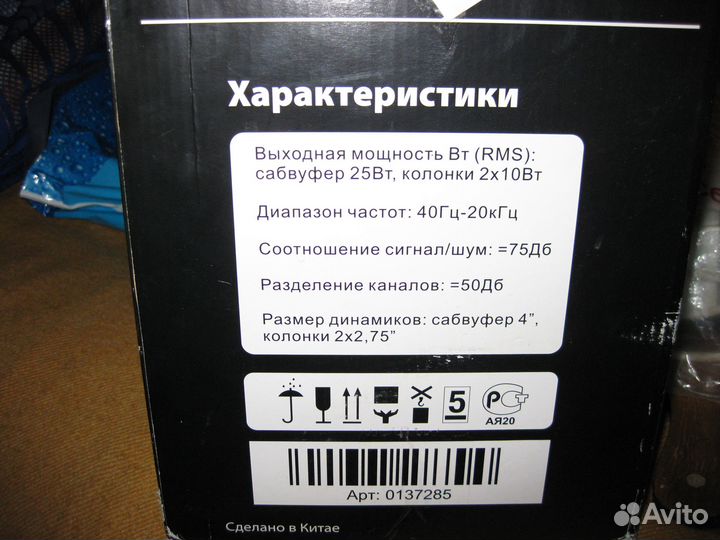 Характеристики
Выходная мощность Вт (RMS):
сабвуфер 25Вт, колонки 2х10Вт
Диапазон частот: 40Гц-20кГц
Соотношение сигнал/шум: =75Дб
Разделение каналов: =50Дб
Размер динамиков: сабвуфер 4”,
колонки 2х2,75”
5
РСТ
АЯ20
Арт: 0137285
Сделано в Китае
Avito